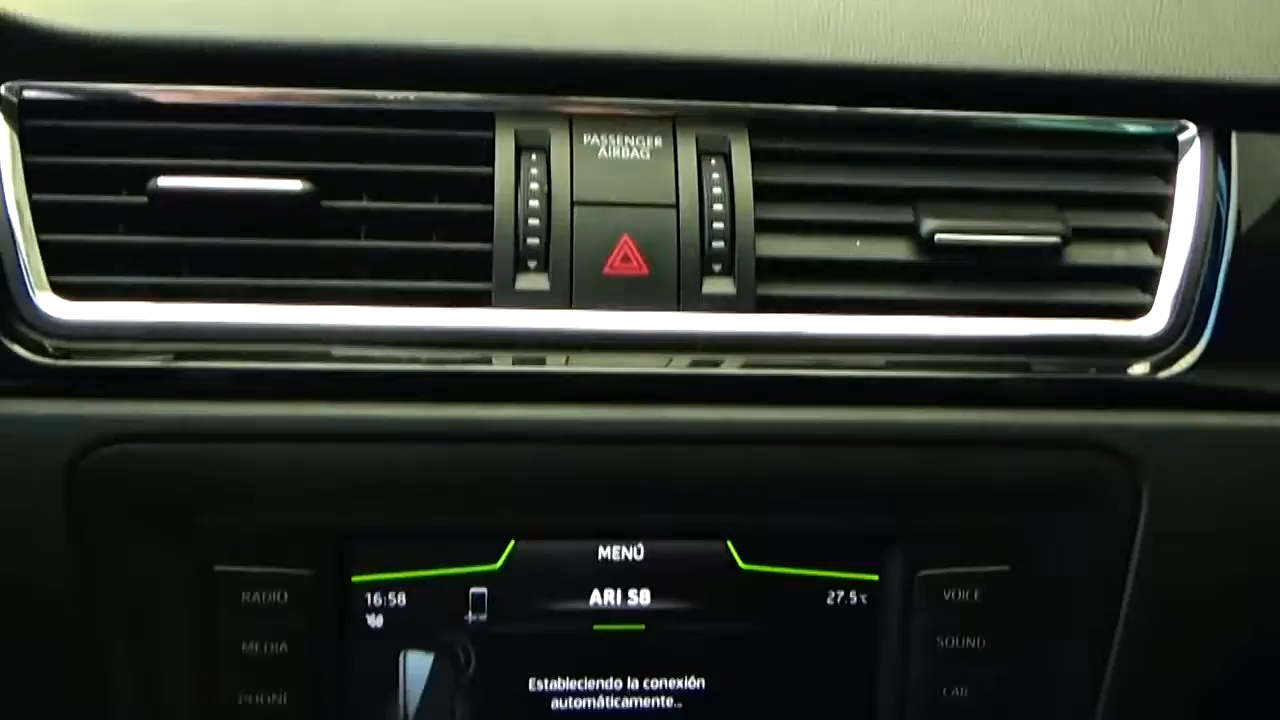 PASSENGER
AIRBAG
MENÚ
RADIO
16:58
ARI S8
27.5°C
VOICE
MEDIA
SOUND
PHONE
Estableciendo la conexión
automáticamente...
CAR